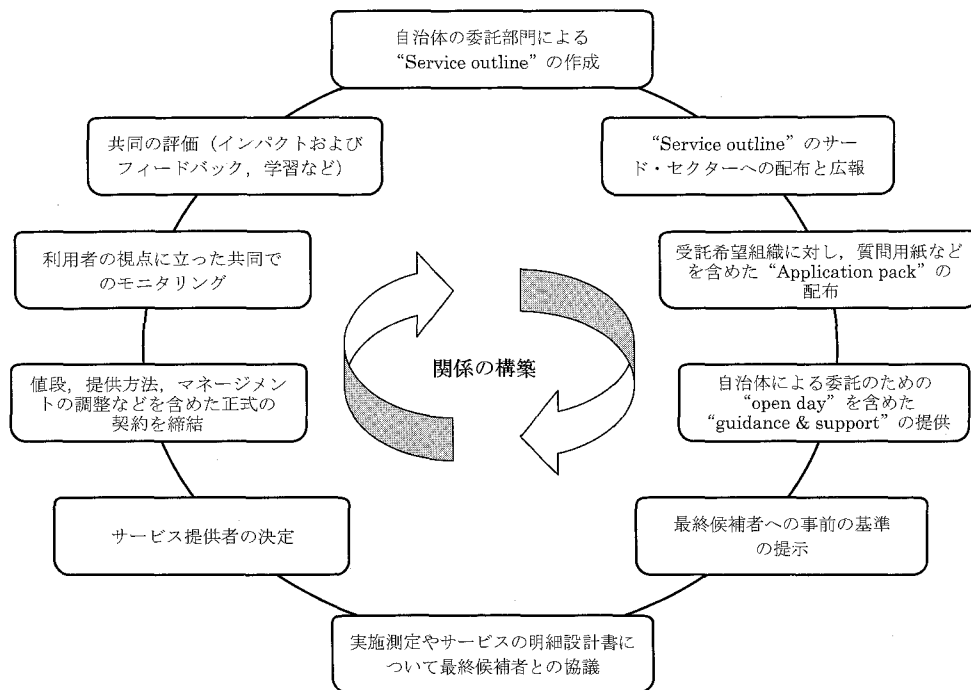 自治体の委託部門による
“Service outline” の作成
“Service outline” のサー
ド・セクターへの配布と広報
受託希望組織に対し，質問用紙など
を含めた “Application pack” の
配布
自治体による委託のための
“open day” を含めた
“guidance & support” の提供
最終候補者への事前の基準
の提示
実施測定やサービスの明細設計書に
ついて最終候補者との協議
サービス提供者の決定
値段，提供方法，マネージメン
トの調整などを含めた正式の
契約を締結
利用者の視点に立った共同で
のモニタリング
共同の評価（インパクトおよび
フィードバック，学習など）
関係の構築